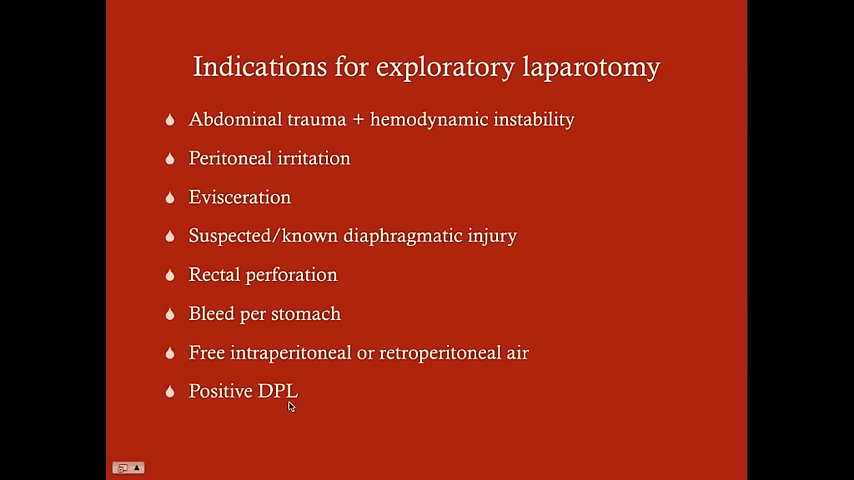 Indications for exploratory laparotomy
Abdominal trauma + hemodynamic instability
Peritoneal irritation
Evisceration
Suspected/known diaphragmatic injury
Rectal perforation
Bleed per stomach
Free intraperitoneal or retroperitoneal air
Positive DPL